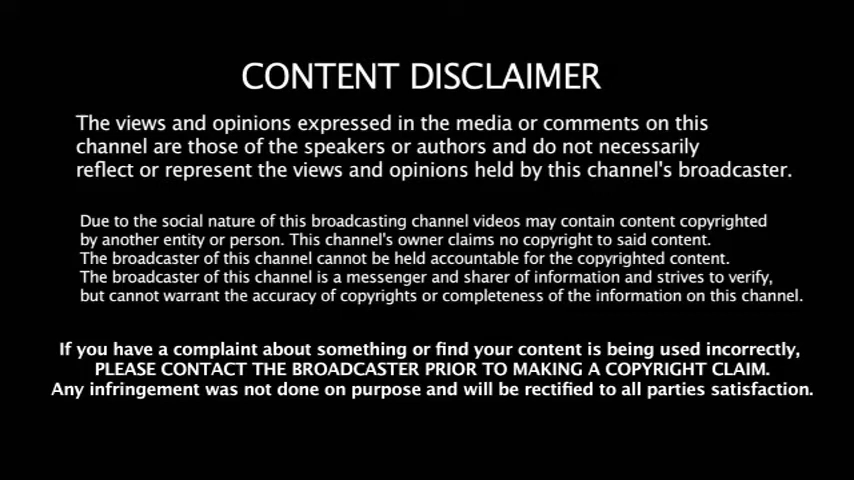 CONTENT DISCLAIMER
The views and opinions expressed in the media or comments on this
channel are those of the speakers or authors and do not necessarily
reflect or represent the views and opinions held by this channel's broadcaster.
Due to the social nature of this broadcasting channel videos may contain content copyrighted
by another entity or person. This channel's owner claims no copyright to said content.
The broadcaster of this channel cannot be held accountable for the copyrighted content.
The broadcaster of this channel is a messenger and sharer of information and strives to verify,
but cannot warrant the accuracy of copyrights or completeness of the information on this channel.
If you have a complaint about something or find your content is being used incorrectly,
PLEASE CONTACT THE BROADCASTER PRIOR TO MAKING A COPYRIGHT CLAIM.
Any infringement was not done on purpose and will be rectified to all parties satisfaction.